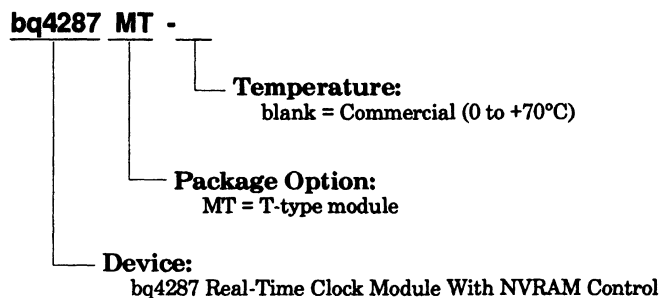 bq4287 MT -
Temperature:
blank = Commercial (0 to +70°C)
Package Option:
MT = T-type module
Device:
bq4287 Real-Time Clock Module With NVRAM Control